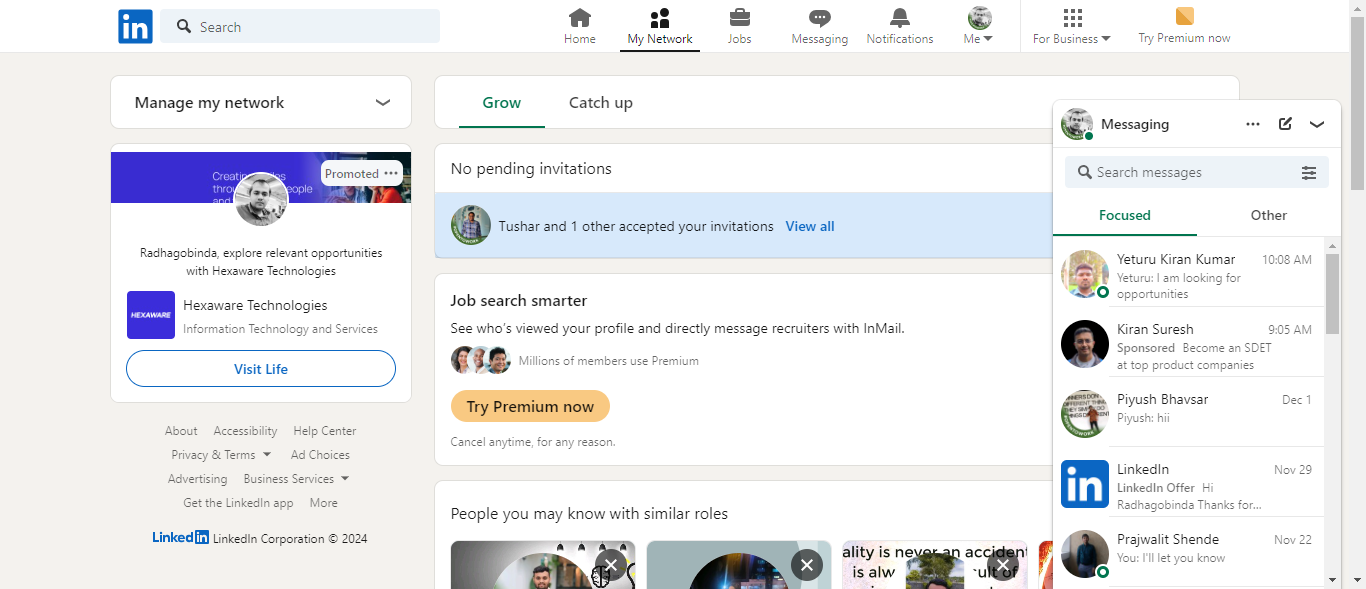 in
Search
Home
My Network
Jobs
Messaging
Notifications
Me
For Business
Try Premium now
Manage my network
Grow
Catch up
Promoted
Radhagobinda, explore relevant opportunities
with Hexaware Technologies
HEXAWARE
Hexaware Technologies
Information Technology and Services
Visit Life
About Accessibility Help Center
Privacy & Terms Ad Choices
Advertising Business Services
Get the LinkedIn app More
LinkedIn LinkedIn Corporation © 2024
No pending invitations
Tushar and 1 other accepted your invitations View all
Job search smarter
See who's viewed your profile and directly message recruiters with InMail.
Millions of members use Premium
Try Premium now
Cancel anytime, for any reason.
People you may know with similar roles
ality is never an accident
is alw
cult of
Messaging
Search messages
Focused
Other
Yeturu Kiran Kumar 10:08 AM
Yeturu: I am looking for
opportunities
Kiran Suresh 9:05 AM
Sponsored Become an SDET
at top product companies
Piyush Bhavsar Dec 1
Piyush: hii
in
LinkedIn Nov 29
LinkedIn Offer Hi
Radhagobinda Thanks for...
Prajwalit Shende Nov 22
You: I'll let you know